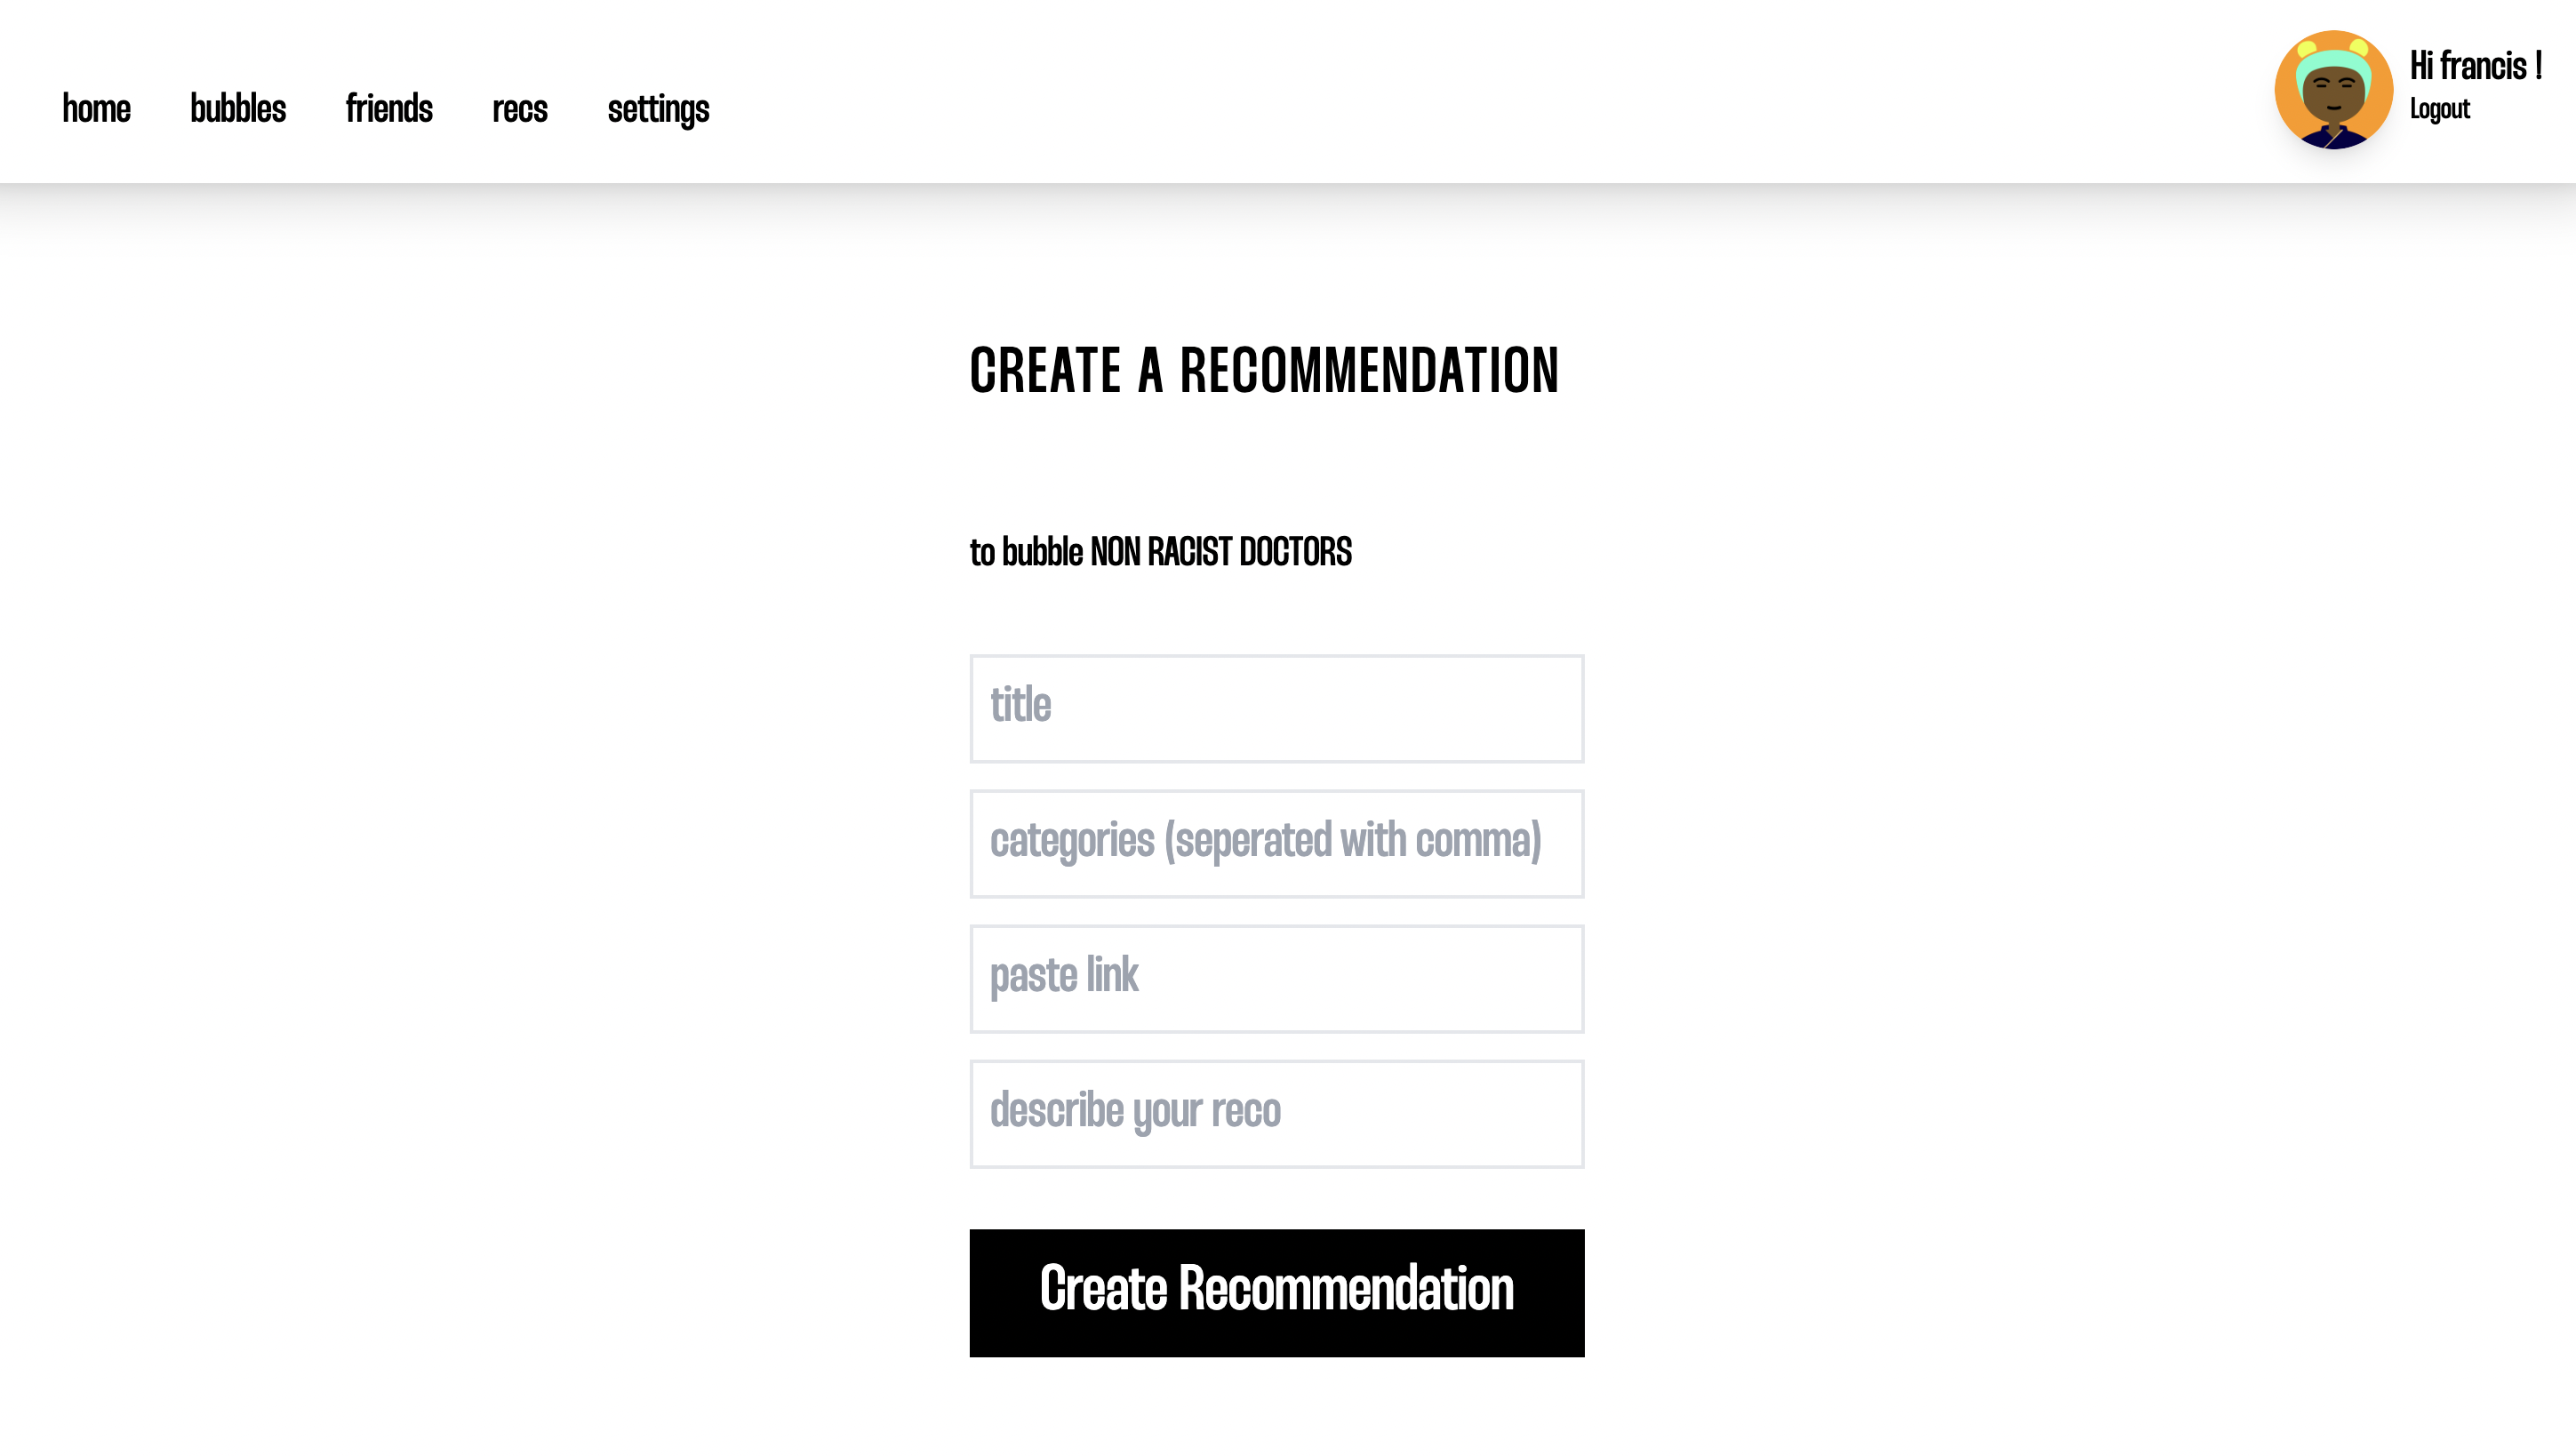 home bubbles friends recs settings
Hi francis !
Logout
CREATE A RECOMMENDATION
to bubble NON RACIST DOCTORS
title
categories (seperated with comma)
paste link
describe your reco
Create Recommendation